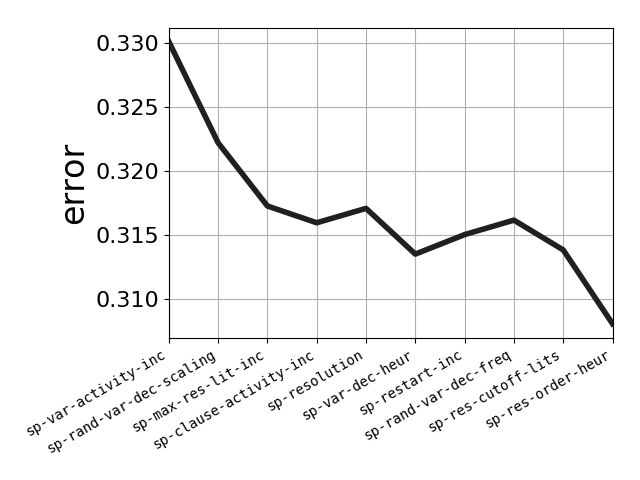 error
0.330
0.325
0.320
0.315
0.310
sp-var-activity-inc
sp-rand-var-dec-scaling
sp-max-res-lit-inc
sp-clause-activity-inc
sp-resolution
sp-var-dec-heur
sp-restart-inc
sp-rand-var-dec-freq
sp-res-cutoff-lits
sp-res-order-heur